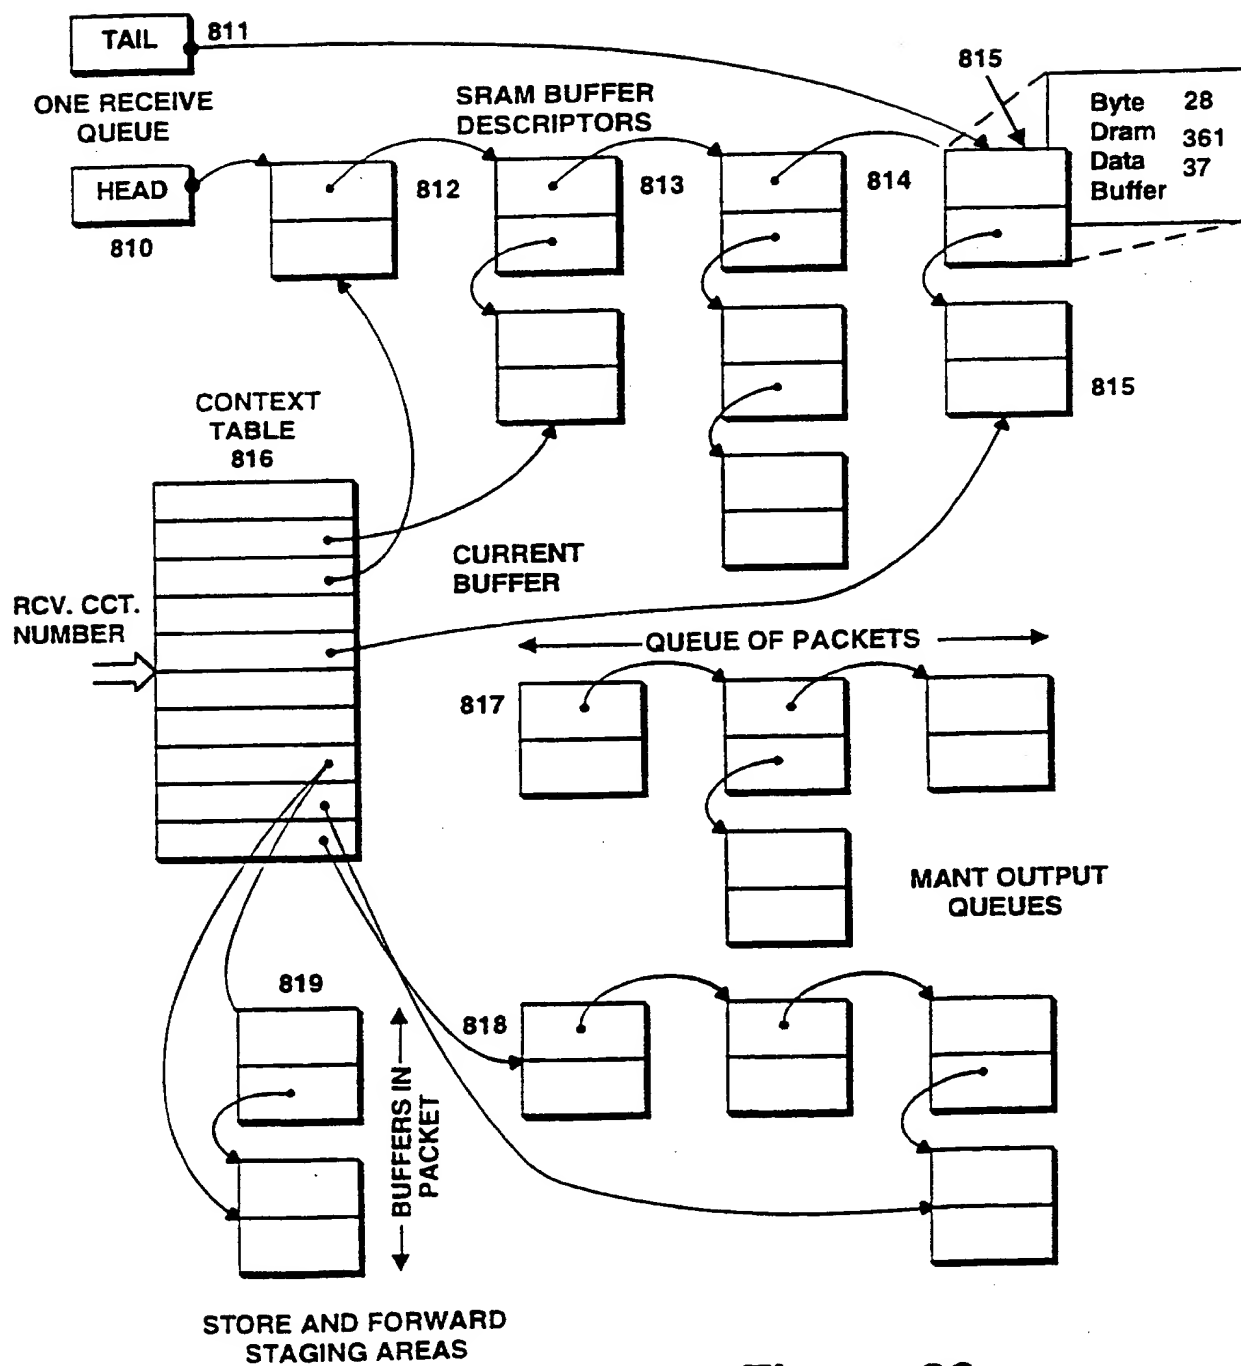 TAIL
811
815
ONE RECEIVE
QUEUE
SRAM BUFFER
DESCRIPTORS
Byte 28
Dram 361
Data 37
Buffer
HEAD
812
813
814
810
815
CONTEXT
TABLE
816
CURRENT
BUFFER
RCV. CCT.
NUMBER
QUEUE OF PACKETS
817
MANT OUTPUT
QUEUES
819
818
BUFFERS IN
PACKET
STORE AND FORWARD
STAGING AREAS